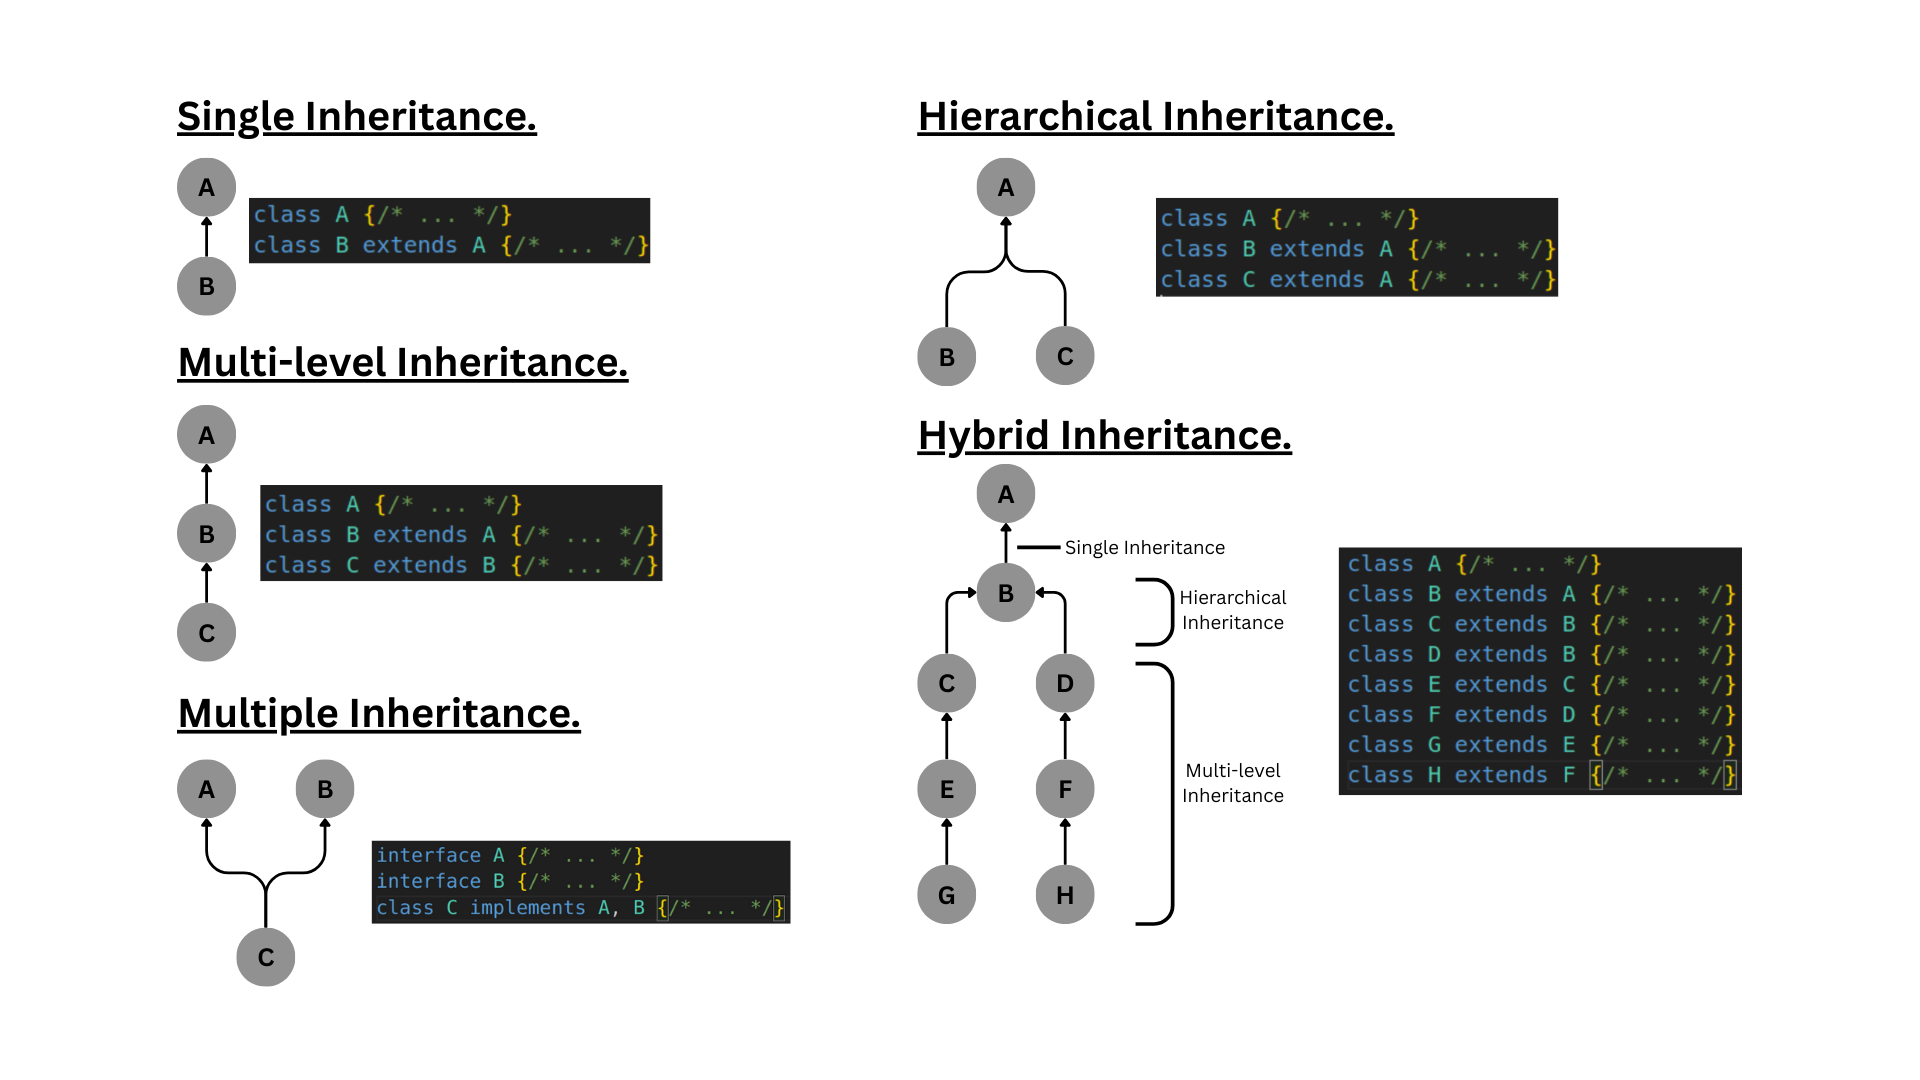 Single Inheritance.
A
B
class A {/* ... */}
class B extends A {/* ... */}
Multi-level Inheritance.
A
B
C
class A {/* ... */}
class B extends A {/* ... */}
class C extends B {/* ... */}
Multiple Inheritance.
A B
C
interface A {/* ... */}
interface B {/* ... */}
class C implements A, B {/* ... */}
Hierarchical Inheritance.
A
B C
class A {/* ... */}
class B extends A {/* ... */}
class C extends A {/* ... */}
Hybrid Inheritance.
A
Single Inheritance
B
Hierarchical
Inheritance
C D
E F
Multi-level
Inheritance
G H
class A {/* ... */}
class B extends A {/* ... */}
class C extends B {/* ... */}
class D extends B {/* ... */}
class E extends C {/* ... */}
class F extends D {/* ... */}
class G extends E {/* ... */}
class H extends F {/* ... */}